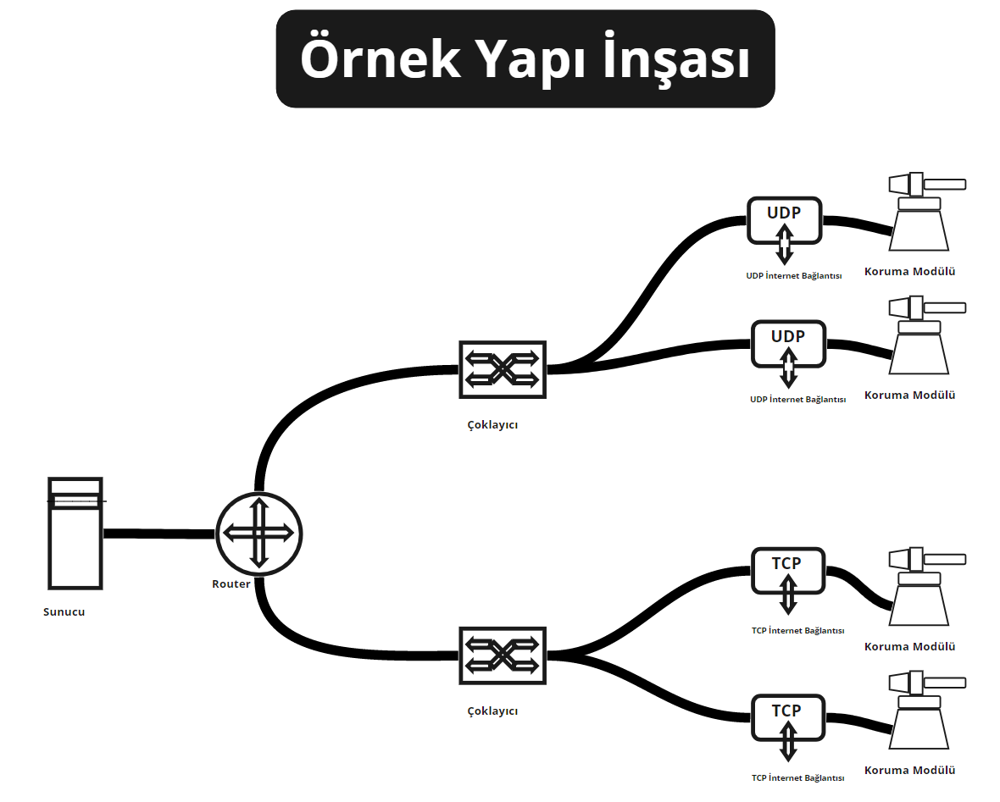 Örnek Yapı İnşası
UDP
UDP İnternet Bağlantısı
Koruma Modülü
UDP
UDP İnternet Bağlantısı
Koruma Modülü
Çoklayıcı
Router
Sunucu
TCP
TCP İnternet Bağlantısı
Koruma Modülü
Çoklayıcı
TCP
TCP İnternet Bağlantısı
Koruma Modülü